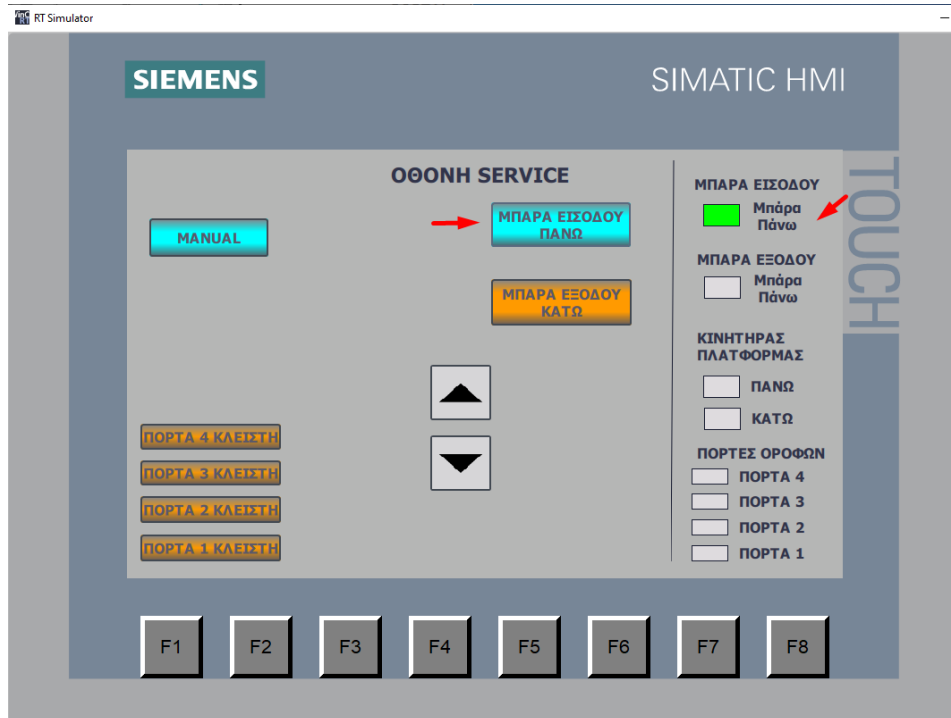 RT Simulator
SIEMENS
SIMATIC HMI
TOUCH
ΟΘΟΝΗ SERVICE
MANUAL
ΜΠΑΡΑ ΕΙΣΟΔΟΥ
ΠΑΝΩ
ΜΠΑΡΑ ΕΞΟΔΟΥ
ΚΑΤΩ
ΠΟΡΤΑ 4 ΚΛΕΙΣΤΗ
ΠΟΡΤΑ 3 ΚΛΕΙΣΤΗ
ΠΟΡΤΑ 2 ΚΛΕΙΣΤΗ
ΠΟΡΤΑ 1 ΚΛΕΙΣΤΗ
ΜΠΑΡΑ ΕΙΣΟΔΟΥ
Μπάρα
Πάνω
ΜΠΑΡΑ ΕΞΟΔΟΥ
Μπάρα
Πάνω
ΚΙΝΗΤΗΡΑΣ
ΠΛΑΤΦΟΡΜΑΣ
ΠΑΝΩ
ΚΑΤΩ
ΠΟΡΤΕΣ ΟΡΟΦΩΝ
ΠΟΡΤΑ 4
ΠΟΡΤΑ 3
ΠΟΡΤΑ 2
ΠΟΡΤΑ 1
F1 F2 F3 F4 F5 F6 F7 F8